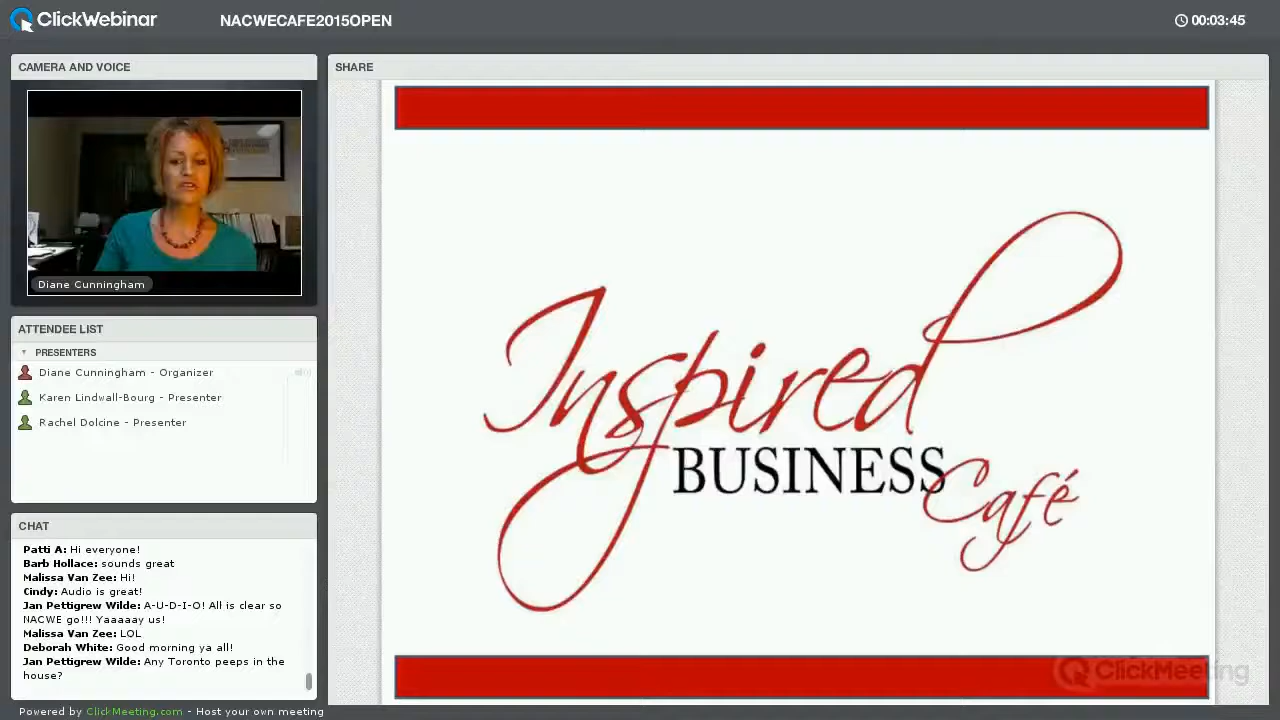 ClickWebinar
NACWECAFE2015OPEN
00:03:45
CAMERA AND VOICE
Diane Cunningham
ATTENDEE LIST
PRESENTERS
Diane Cunningham - Organizer
Karen Lindwall-Bourg - Presenter
Rachel Dolcine - Presenter
CHAT
Patti A: Hi everyone!
Barb Hollace: sounds great
Malissa Van Zee: Hi!
Cindy: Audio is great!
Jan Pettigrew Wilde: A-U-D-I-O! All is clear so
NACWE go!!! Yaaaaay us!
Malissa Van Zee: LOL
Deborah White: Good morning ya all!
Jan Pettigrew Wilde: Any Toronto peeps in the
house?
Powered by ClickMeeting.com - Host your own meeting
SHARE
Inspired
BUSINESS
Café
ClickMeeting